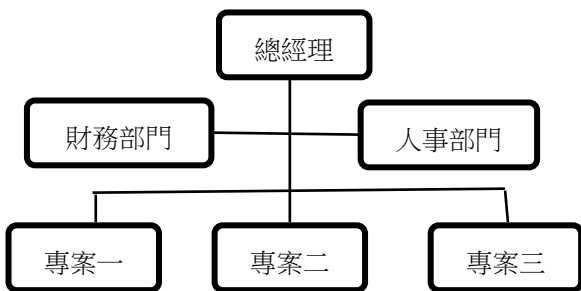 總經理
財務部門
人事部門
專案一
專案二
專案三